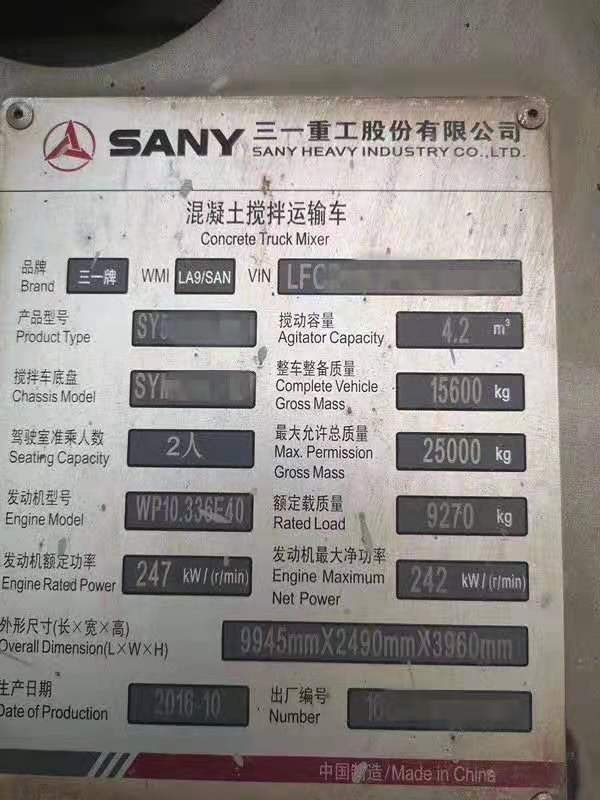 SANY 三一重工股份有限公司
SANY HEAVY INDUSTRY CO.,LTD.
混凝土搅拌运输车
Concrete Truck Mixer
品牌 Brand 三一牌 WMI LA9/SAN VIN LFC
产品型号 Product Type SY5
搅动容量 Agitator Capacity 4.2 m³
搅拌车底盘 Chassis Model SYM
整车整备质量 Complete Vehicle Gross Mass 15600 kg
驾驶室准乘人数 Seating Capacity 2人
最大允许总质量 Max. Permission Gross Mass 25000 kg
发动机型号 Engine Model WP10.336E40
额定载质量 Rated Load 9270 kg
发动机额定功率 Engine Rated Power 247 kW/(r/min)
发动机最大净功率 Engine Maximum Net Power 242 kW/(r/min)
外形尺寸(长×宽×高) Overall Dimension(L×W×H) 9945mmX2490mmX3960mm
生产日期 Date of Production 2016-10
出厂编号 Number 16
中国制造/Made in China